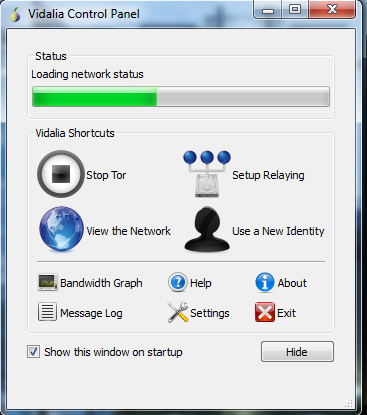 Vidalia Control Panel
Status
Loading network status
Vidalia Shortcuts
Stop Tor
Setup Relaying
View the Network
Use a New Identity
Bandwidth Graph
Help
About
Message Log
Settings
Exit
Show this window on startup
Hide